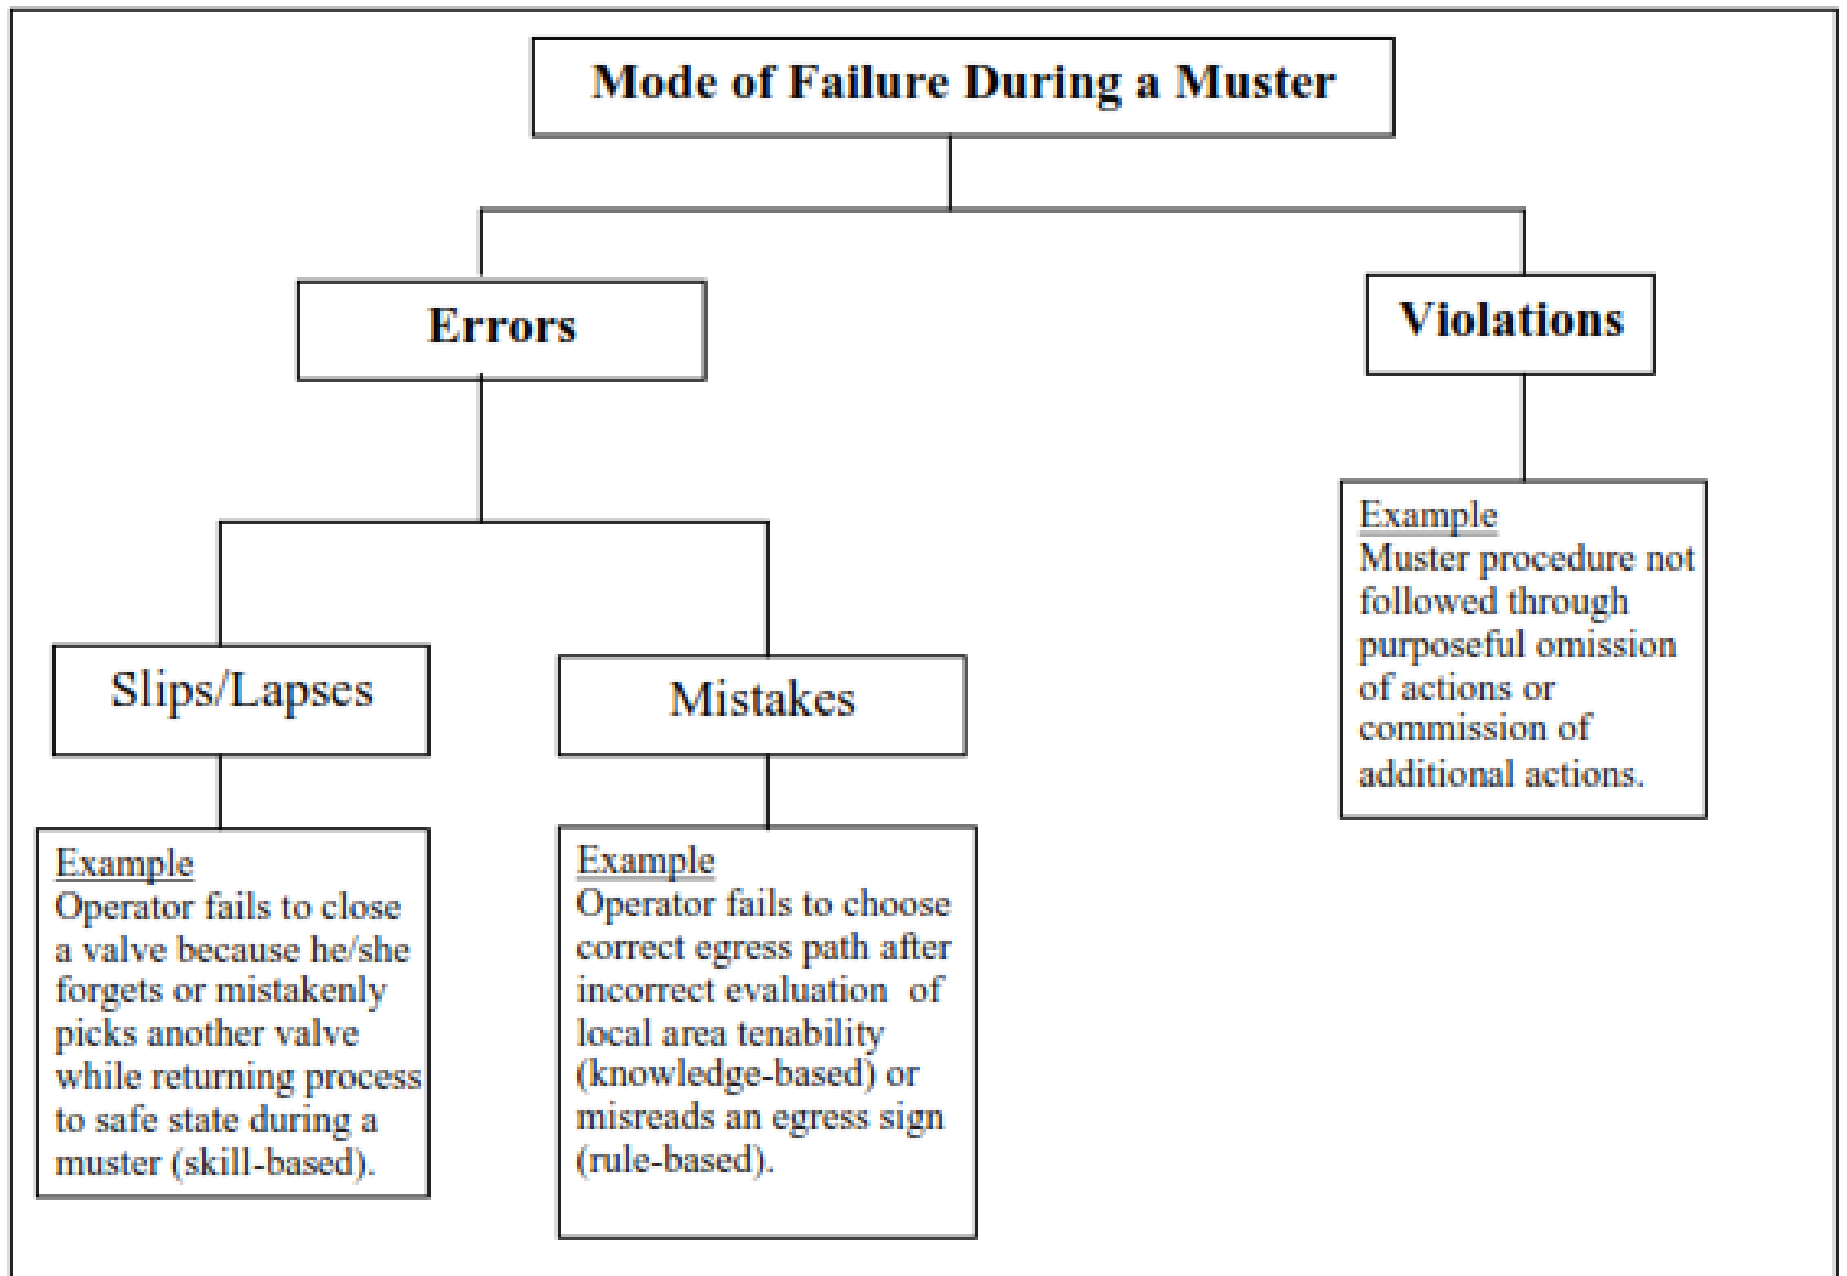 Mode of Failure During a Muster
Errors
Violations
Example
Muster procedure not
followed through
purposeful omission
of actions or
commission of
additional actions.
Slips/Lapses
Mistakes
Example
Operator fails to close
a valve because he/she
forgets or mistakenly
picks another valve
while returning process
to safe state during a
muster (skill-based).
Example
Operator fails to choose
correct egress path after
incorrect evaluation of
local area tenability
(knowledge-based) or
misreads an egress sign
(rule-based).